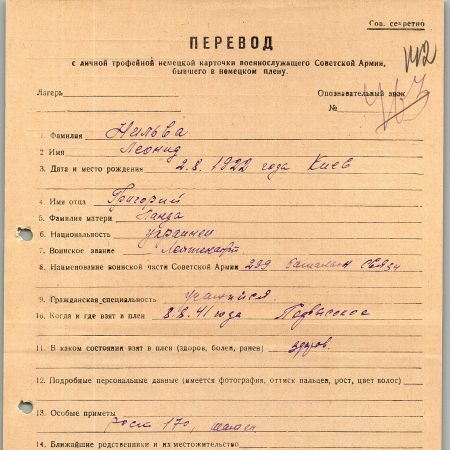 Сов. секретно
ПЕРЕВОД
с личной трофейной немецкой карточки военнослужащего Советской Армии,
бывшего в немецком плену.
Лагерь
Опознавательный знак
№
1. Фамилия Нильва
2 Имя Леонид
3. Дата и место рождения 2.8.1922 года Киев
4. Имя отца Григорий
5. Фамилия матери
6. Национальность украинец
7. Воинское звание Лейтенант
8. Наименование воинской части Советской Армии 299 батальон связи
9. Гражданская специальность учащийся
10. Когда и где взят в плен 8.8.41 года Подвысокое
11. В каком состоянии взят в плен (здоров, болен, ранен) здоров.
12. Подробные персональные данные (имеется фотография, оттиск пальцев, рост, цвет волос)
13. Особые приметы
рост 170,
14. Ближайшие родственники и их местожительство